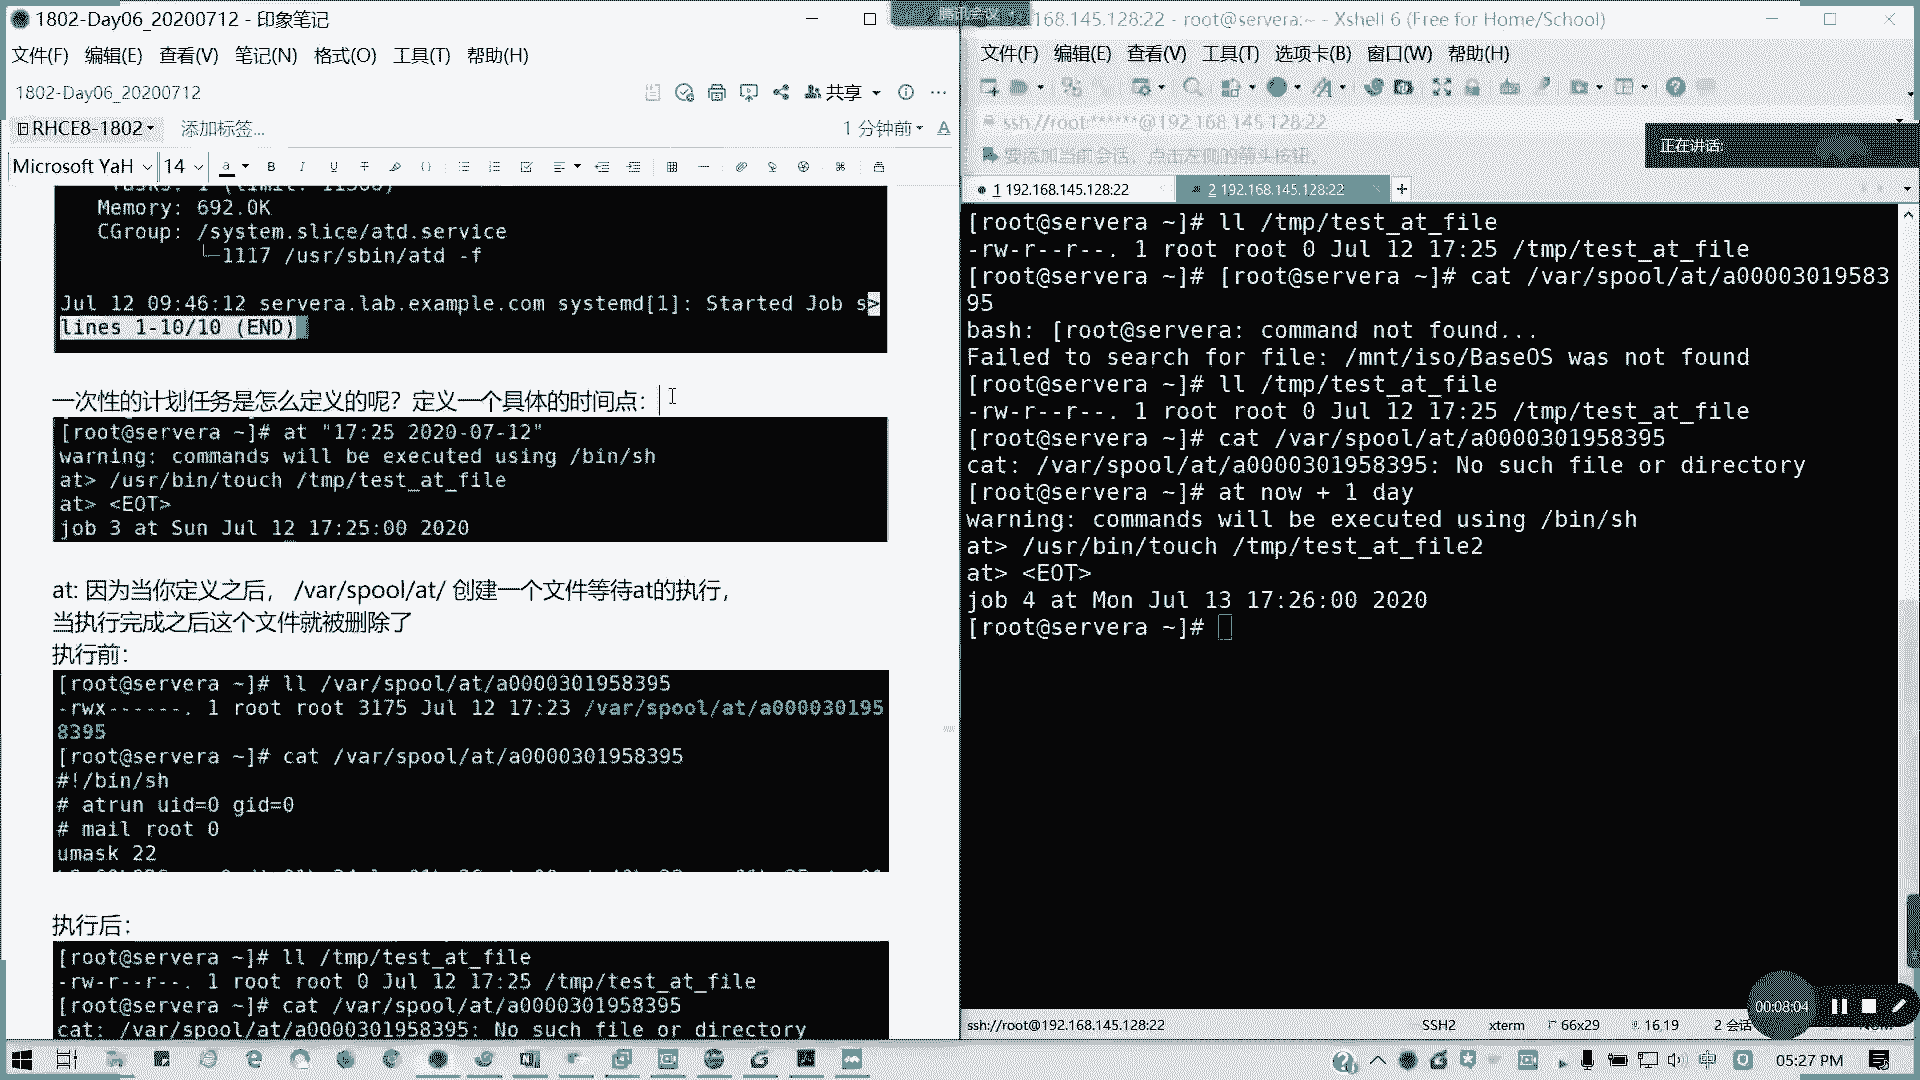 1802-Day06_20200712 - 印象笔记
文件(F) 编辑(E) 查看(V) 笔记(N) 格式(O) 工具(T) 帮助(H)
1802-Day06_20200712
共享
RHCE8-1802
添加标签...
1 分钟前
Microsoft YaH 14
Memory: 692.0K
CGroup: /system.slice/atd.service
└─1117 /usr/sbin/atd -f
Jul 12 09:46:12 servera.lab.example.com systemd[1]: Started Job s>
lines 1-10/10 (END)
一次性的计划任务是怎么定义的呢？定义一个具体的时间点：
[root@servera ~]# at "17:25 2020-07-12"
warning: commands will be executed using /bin/sh
at> /usr/bin/touch /tmp/test_at_file
at> <EOT>
job 3 at Sun Jul 12 17:25:00 2020
at: 因为当你定义之后， /var/spool/at/ 创建一个文件等待at的执行，
当执行完成之后这个文件就被删除了
执行前：
[root@servera ~]# ll /var/spool/at/a0000301958395
-rwx------. 1 root root 3175 Jul 12 17:23 /var/spool/at/a000030195
8395
[root@servera ~]# cat /var/spool/at/a0000301958395
#!/bin/sh
# atrun uid=0 gid=0
# mail root 0
umask 22
执行后：
[root@servera ~]# ll /tmp/test_at_file
-rw-r--r--. 1 root root 0 Jul 12 17:25 /tmp/test_at_file
[root@servera ~]# cat /var/spool/at/a0000301958395
cat: /var/spool/at/a0000301958395: No such file or directory
腾讯会议
168.145.128:22 - root@servera:~ - Xshell 6 (Free for Home/School)
文件(F) 编辑(E) 查看(V) 工具(T) 选项卡(B) 窗口(W) 帮助(H)
ssh://root:******@192.168.145.128:22
要添加当前会话，点击左侧的箭头按钮。
正在讲话:
1 192.168.145.128:22
2 192.168.145.128:22
[root@servera ~]# ll /tmp/test_at_file
-rw-r--r--. 1 root root 0 Jul 12 17:25 /tmp/test_at_file
[root@servera ~]# [root@servera ~]# cat /var/spool/at/a00003019583
95
bash: [root@servera: command not found...
Failed to search for file: /mnt/iso/BaseOS was not found
[root@servera ~]# ll /tmp/test_at_file
-rw-r--r--. 1 root root 0 Jul 12 17:25 /tmp/test_at_file
[root@servera ~]# cat /var/spool/at/a0000301958395
cat: /var/spool/at/a0000301958395: No such file or directory
[root@servera ~]# at now + 1 day
warning: commands will be executed using /bin/sh
at> /usr/bin/touch /tmp/test_at_file2
at> <EOT>
job 4 at Mon Jul 13 17:26:00 2020
[root@servera ~]#
00:08:04
ssh://root@192.168.145.128:22
SSH2
xterm
66x29
16,19
2 会话
中
05:27 PM